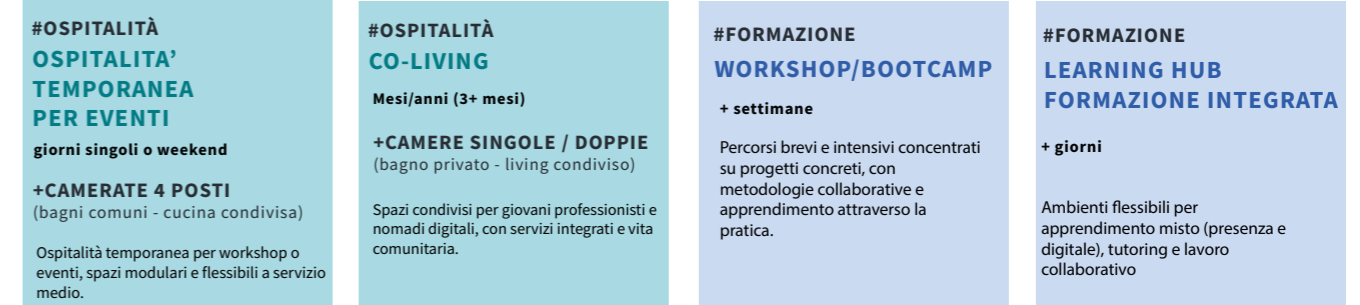 #OSPITALITÀ
OSPITALITA’
TEMPORANEA
PER EVENTI
giorni singoli o weekend
+CAMERATE 4 POSTI
(bagni comuni - cucina condivisa)
Ospitalità temporanea per workshop o
eventi, spazi modulari e flessibili a servizio
medio.
#OSPITALITÀ
CO-LIVING
Mesi/anni (3+ mesi)
+CAMERE SINGOLE / DOPPIE
(bagno privato - living condiviso)
Spazi condivisi per giovani professionisti e
nomadi digitali, con servizi integrati e vita
comunitaria.
#FORMAZIONE
WORKSHOP/BOOTCAMP
+ settimane
Percorsi brevi e intensivi concentrati
su progetti concreti, con
metodologie collaborative e
apprendimento attraverso la
pratica.
#FORMAZIONE
LEARNING HUB
FORMAZIONE INTEGRATA
+ giorni
Ambienti flessibili per
apprendimento misto (presenza e
digitale), tutoring e lavoro
collaborativo